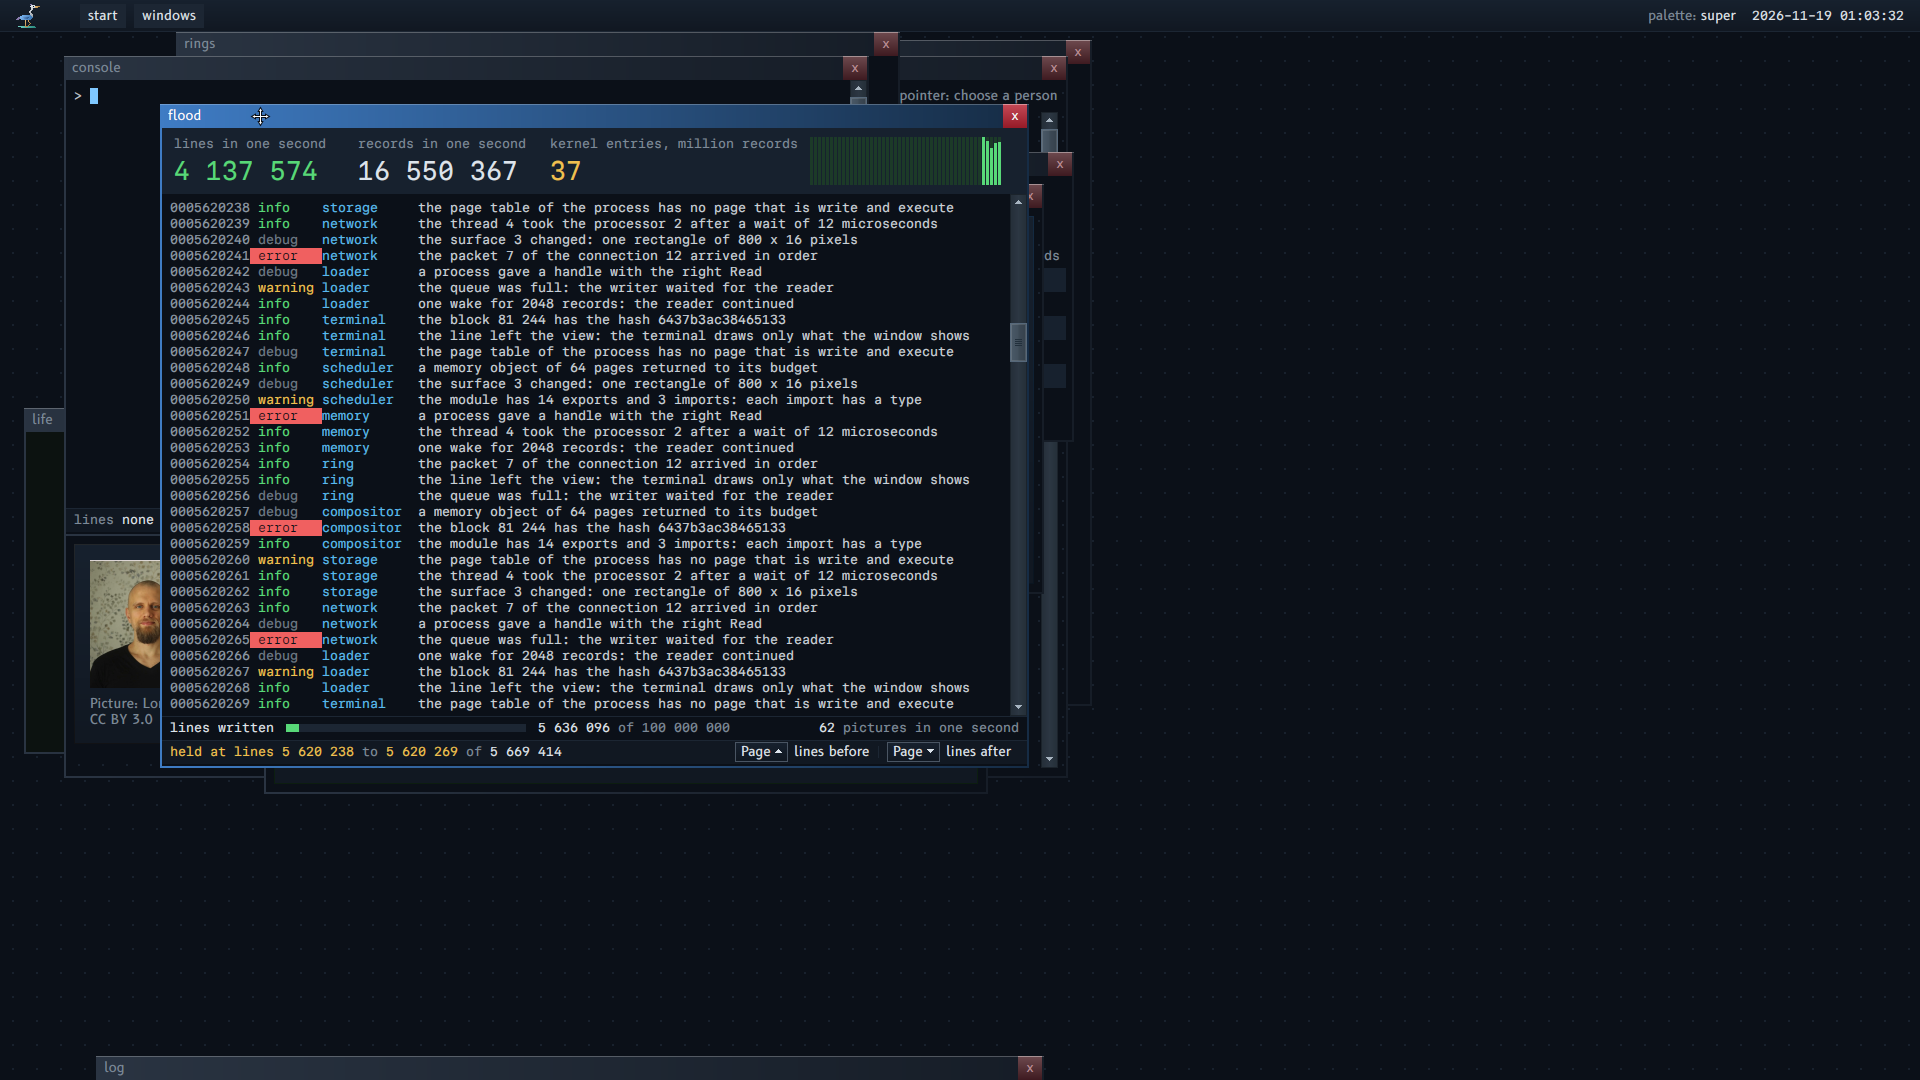 start windows palette: super 2026-11-19 01:03:32
rings x
x
console x
x
> 
pointer: choose a person
flood x
lines in one second records in one second kernel entries, million records
4 137 574 16 550 367 37
x
x
ds
0005620238 info storage the page table of the process has no page that is write and execute
0005620239 info network the thread 4 took the processor 2 after a wait of 12 microseconds
0005620240 debug network the surface 3 changed: one rectangle of 800 x 16 pixels
0005620241 error network the packet 7 of the connection 12 arrived in order
0005620242 debug loader a process gave a handle with the right Read
0005620243 warning loader the queue was full: the writer waited for the reader
0005620244 info loader one wake for 2048 records: the reader continued
0005620245 info terminal the block 81 244 has the hash 6437b3ac38465133
0005620246 info terminal the line left the view: the terminal draws only what the window shows
0005620247 debug terminal the page table of the process has no page that is write and execute
0005620248 info scheduler a memory object of 64 pages returned to its budget
0005620249 debug scheduler the surface 3 changed: one rectangle of 800 x 16 pixels
0005620250 warning scheduler the module has 14 exports and 3 imports: each import has a type
0005620251 error memory a process gave a handle with the right Read
0005620252 info memory the thread 4 took the processor 2 after a wait of 12 microseconds
0005620253 info memory one wake for 2048 records: the reader continued
0005620254 info ring the packet 7 of the connection 12 arrived in order
0005620255 info ring the line left the view: the terminal draws only what the window shows
0005620256 debug ring the queue was full: the writer waited for the reader
0005620257 debug compositor a memory object of 64 pages returned to its budget
0005620258 error compositor the block 81 244 has the hash 6437b3ac38465133
0005620259 info compositor the module has 14 exports and 3 imports: each import has a type
0005620260 warning storage the page table of the process has no page that is write and execute
0005620261 info storage the thread 4 took the processor 2 after a wait of 12 microseconds
0005620262 info storage the surface 3 changed: one rectangle of 800 x 16 pixels
0005620263 info network the packet 7 of the connection 12 arrived in order
0005620264 debug network a process gave a handle with the right Read
0005620265 error network the queue was full: the writer waited for the reader
0005620266 debug loader one wake for 2048 records: the reader continued
0005620267 warning loader the block 81 244 has the hash 6437b3ac38465133
0005620268 info loader the line left the view: the terminal draws only what the window shows
0005620269 info terminal the page table of the process has no page that is write and execute
lines written 5 636 096 of 100 000 000 62 pictures in one second
held at lines 5 620 238 to 5 620 269 of 5 669 414 Page lines before Page lines after
life
lines none
Picture: Lo
CC BY 3.0
log x